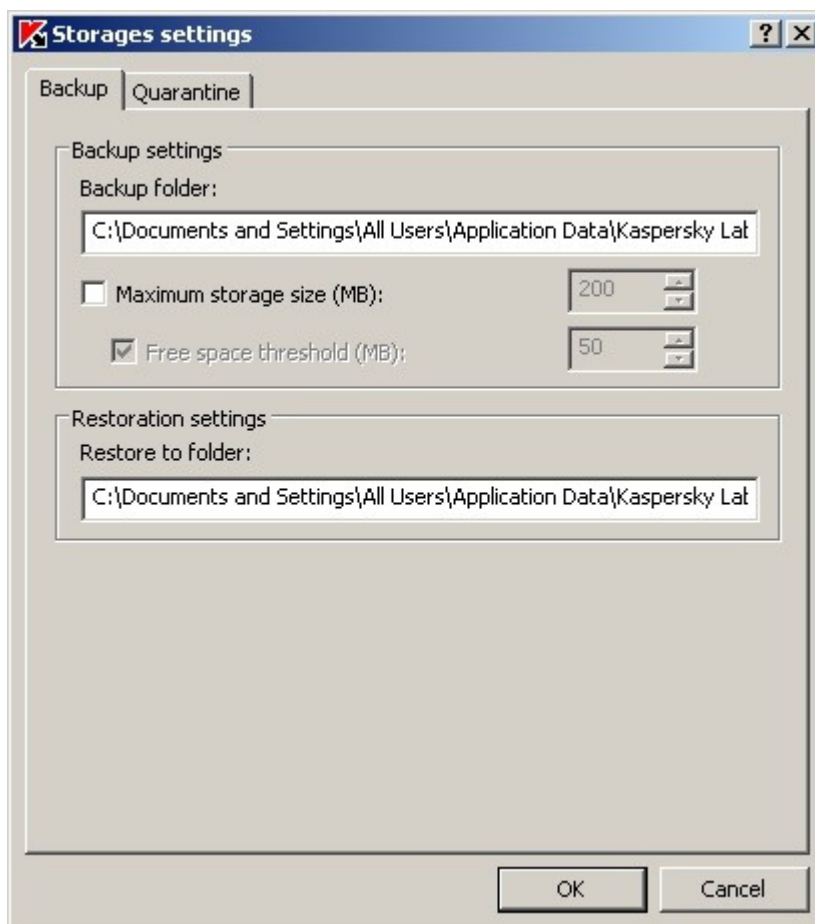 Storages settings
Backup Quarantine
Backup settings
Backup folder:
C:\Documents and Settings\All Users\Application Data\Kaspersky Lab
Maximum storage size (MB): 200
Free space threshold (MB): 50
Restoration settings
Restore to folder:
C:\Documents and Settings\All Users\Application Data\Kaspersky Lab
OK Cancel